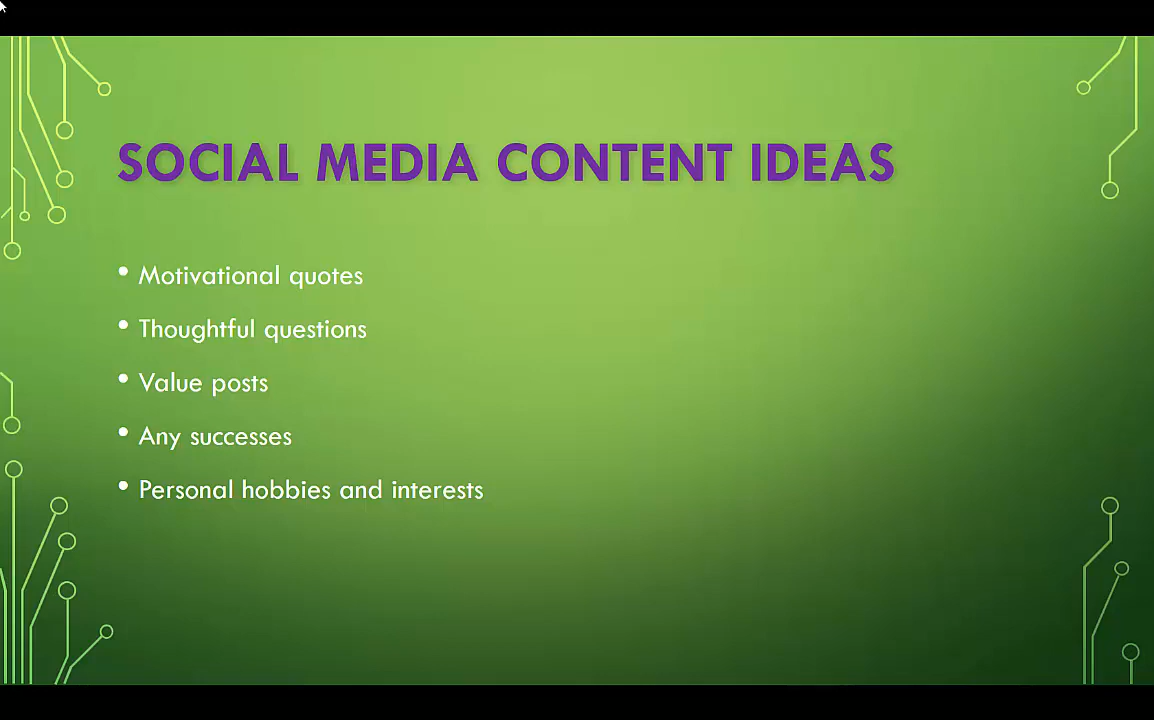 SOCIAL MEDIA CONTENT IDEAS
• Motivational quotes
• Thoughtful questions
• Value posts
• Any successes
• Personal hobbies and interests